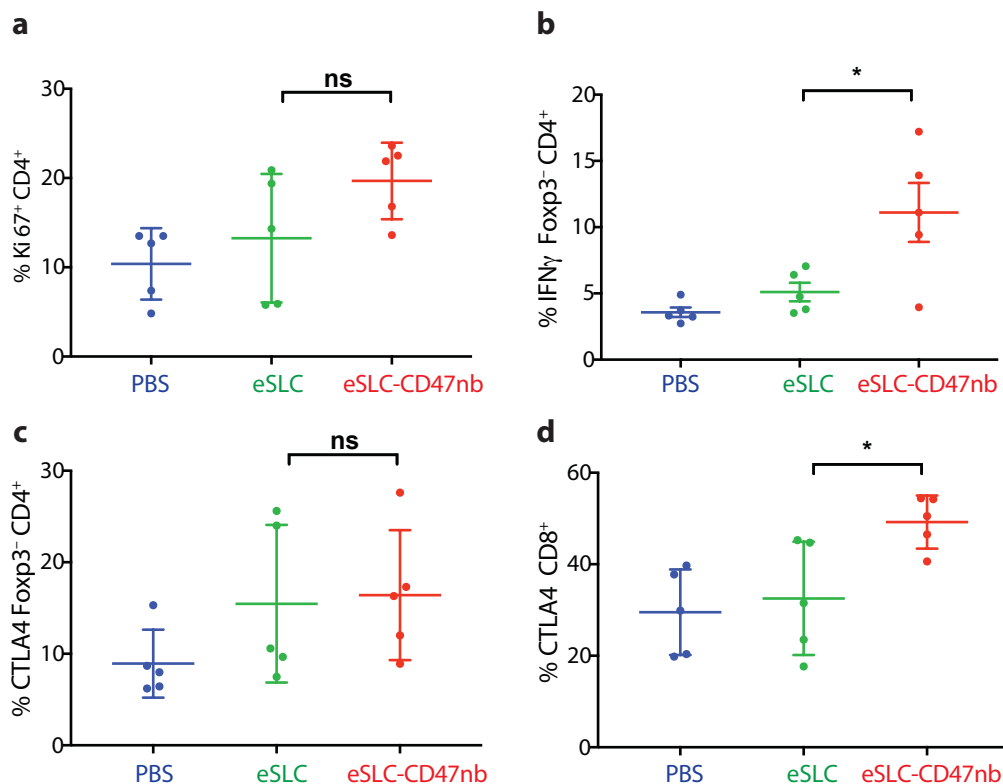 a
ns
% Ki 67⁺ CD4⁺
30
20
10
0
PBS
eSLC
eSLC-CD47nb
b
*
% IFNγ Foxp3⁻ CD4⁺
20
15
10
5
0
PBS
eSLC
eSLC-CD47nb
c
ns
% CTLA4 Foxp3⁻ CD4⁺
30
20
10
0
PBS
eSLC
eSLC-CD47nb
d
*
% CTLA4 CD8⁺
60
40
20
0
PBS
eSLC
eSLC-CD47nb